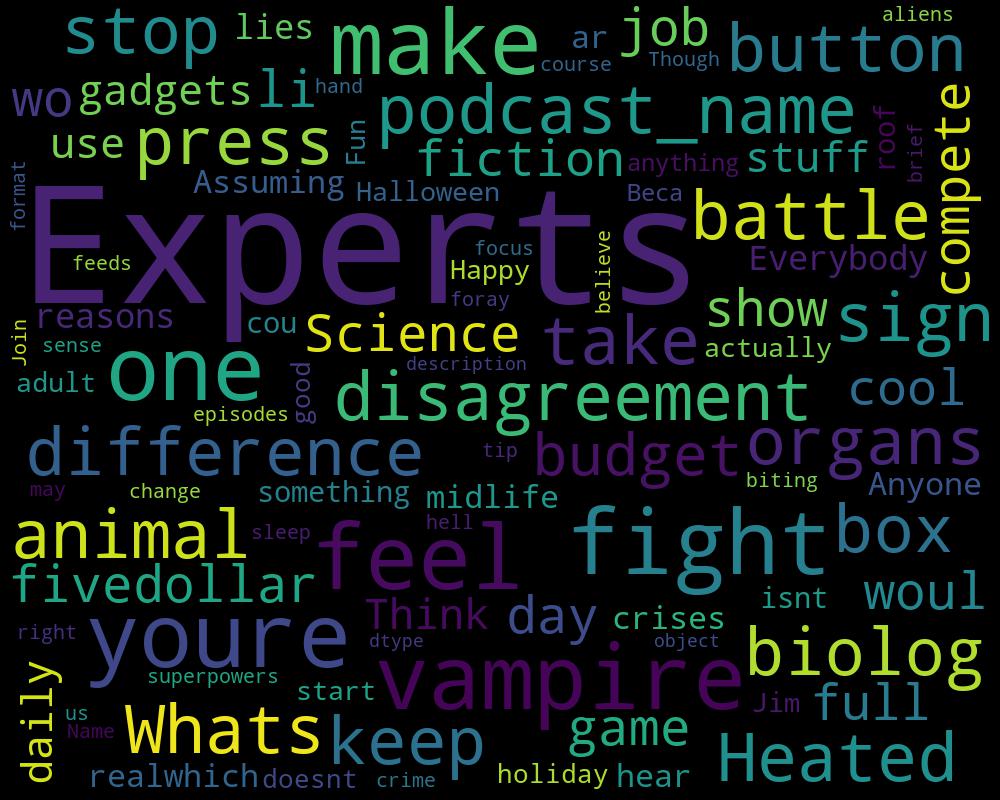 stop lies make ar job aliens
course Though button
wo gadgets li hand podcast_name compete
use press Fun fiction anything stuff roof brief
format Assuming Halloween Beca battle
Experts Everybody
feeds focus Happy believe
foray
reasons cou Science take show sign
Join sense one description actually
adult good disagreement cool
episodes
difference tip budget organs
may change something midlife biting Anyone
animal sleep hell feel fight box
fivedollar isnt woul
right youre Think day crises
dtype object biolog
daily superpowers start vampire Jim full
us Name Whats keep game Heated
realwhich doesnt crime holiday hear